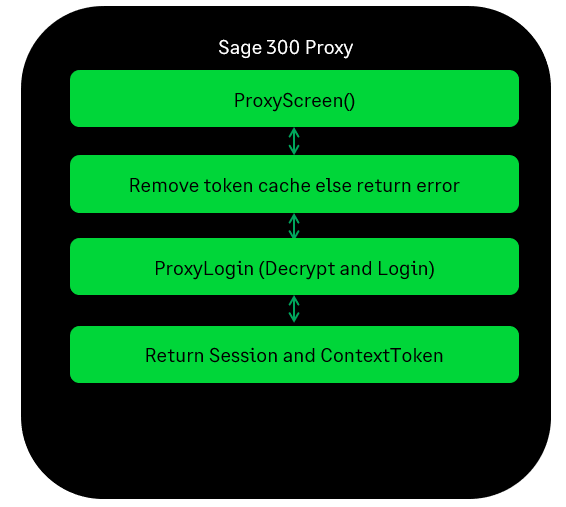 Sage 300 Proxy
ProxyScreen()
Remove token cache else return error
ProxyLogin (Decrypt and Login)
Return Session and ContextToken